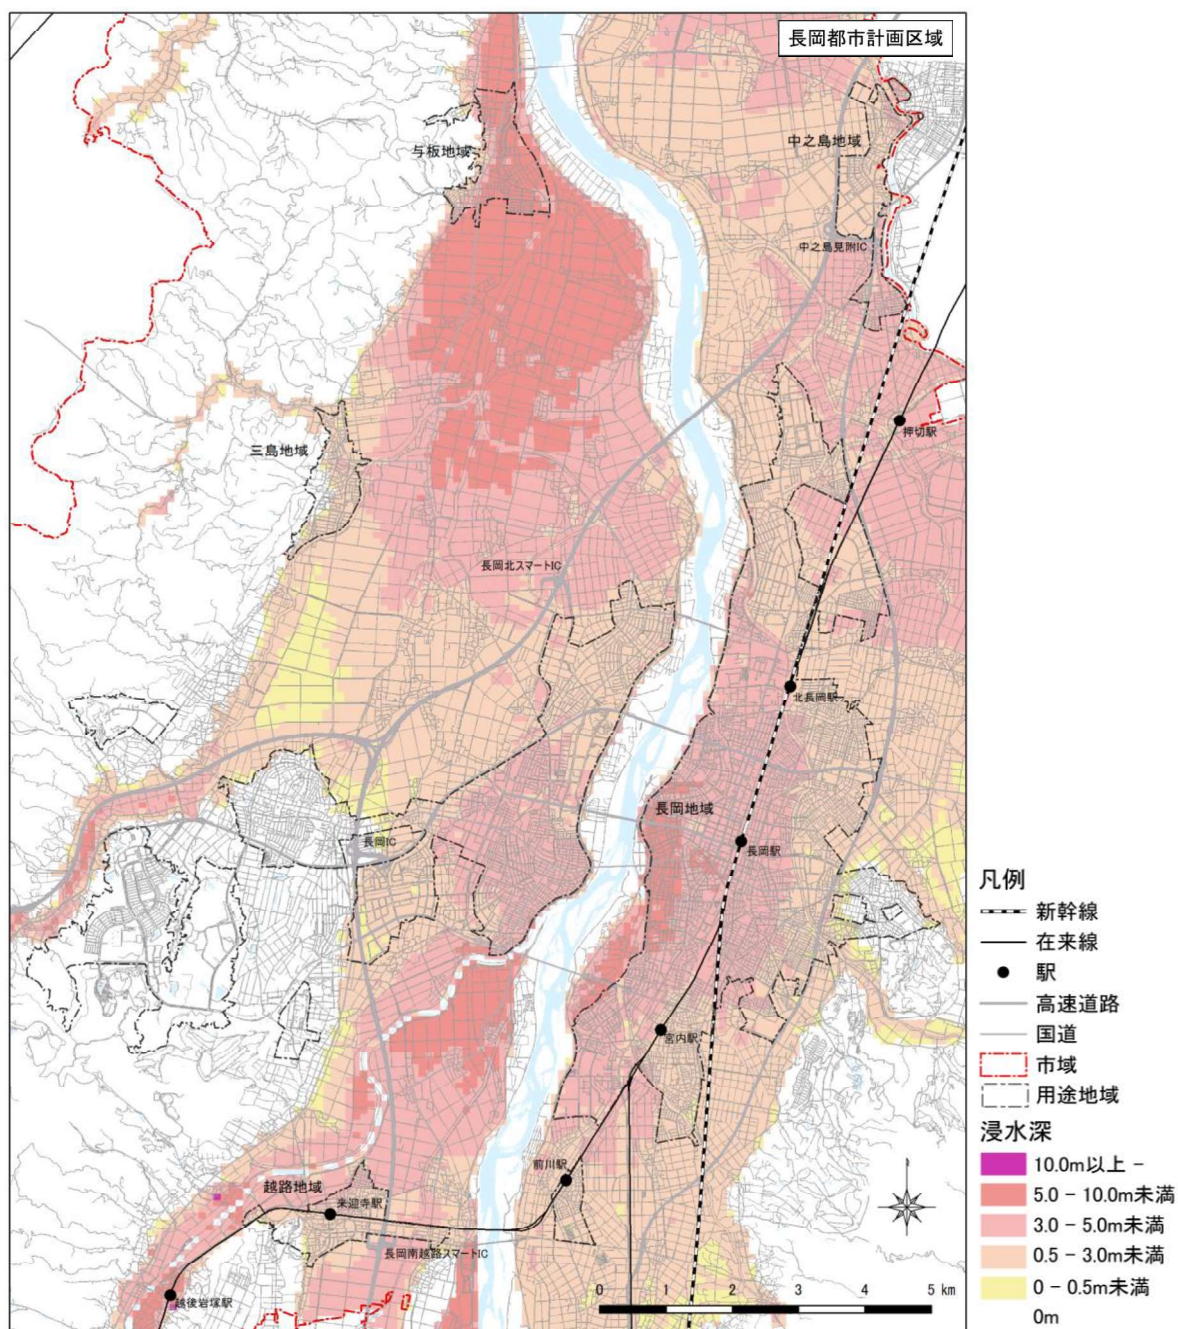 長岡都市計画区域
与板地域
中之島地域
中之島見附IC
押切駅
三島地域
長岡北スマートIC
北長岡駅
長岡地域
長岡IC
長岡駅
宮内駅
前川駅
越路地域
来迎寺駅
長岡南越路スマートIC
越後岩塚駅
凡例
新幹線
在来線
駅
高速道路
国道
市域
用途地域
浸水深
10.0m以上 -
5.0 - 10.0m未満
3.0 - 5.0m未満
0.5 - 3.0m未満
0 - 0.5m未満
0m
0 1 2 3 4 5 km